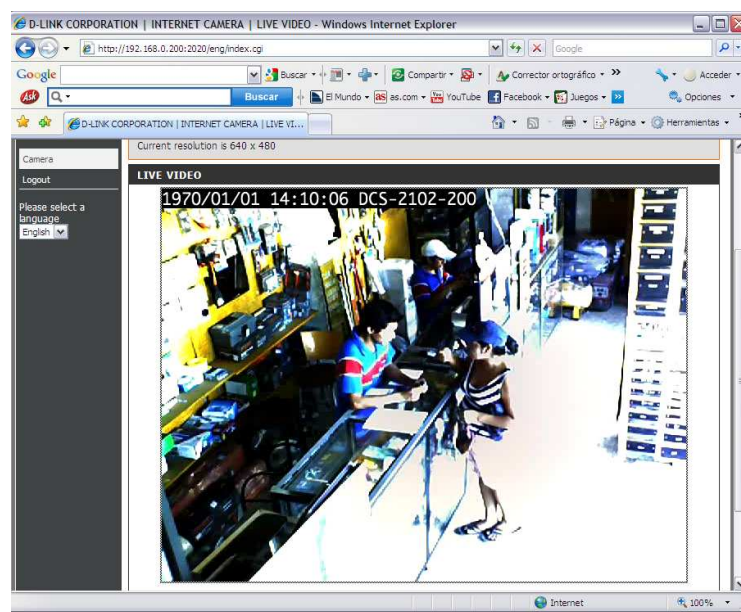 D-LINK CORPORATION | INTERNET CAMERA | LIVE VIDEO - Windows Internet Explorer
http://192.168.0.200:2020/eng/index.cgi
Google
Google
Buscar
Compartir
Corrector ortográfico
Acceder
Ask
Buscar
El Mundo
as as.com
YouTube
Facebook
Juegos
Opciones
D-LINK CORPORATION | INTERNET CAMERA | LIVE VI...
Página
Herramientas
Camera
Logout
Please select a
language
English
Current resolution is 640 x 480
LIVE VIDEO
1970/01/01 14:10:06 DCS-2102-200
Internet
100%